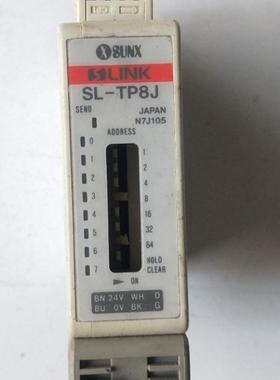 SUNX
S LINK
SL-TP8J
SEND
JAPAN
N7J105
ADDRESS
0 1
1 2
2 4
3 8
4 16
5 32
6 64
7 HOLD
CLEAR
ON
BN 24V WH D
BU 0V BK G